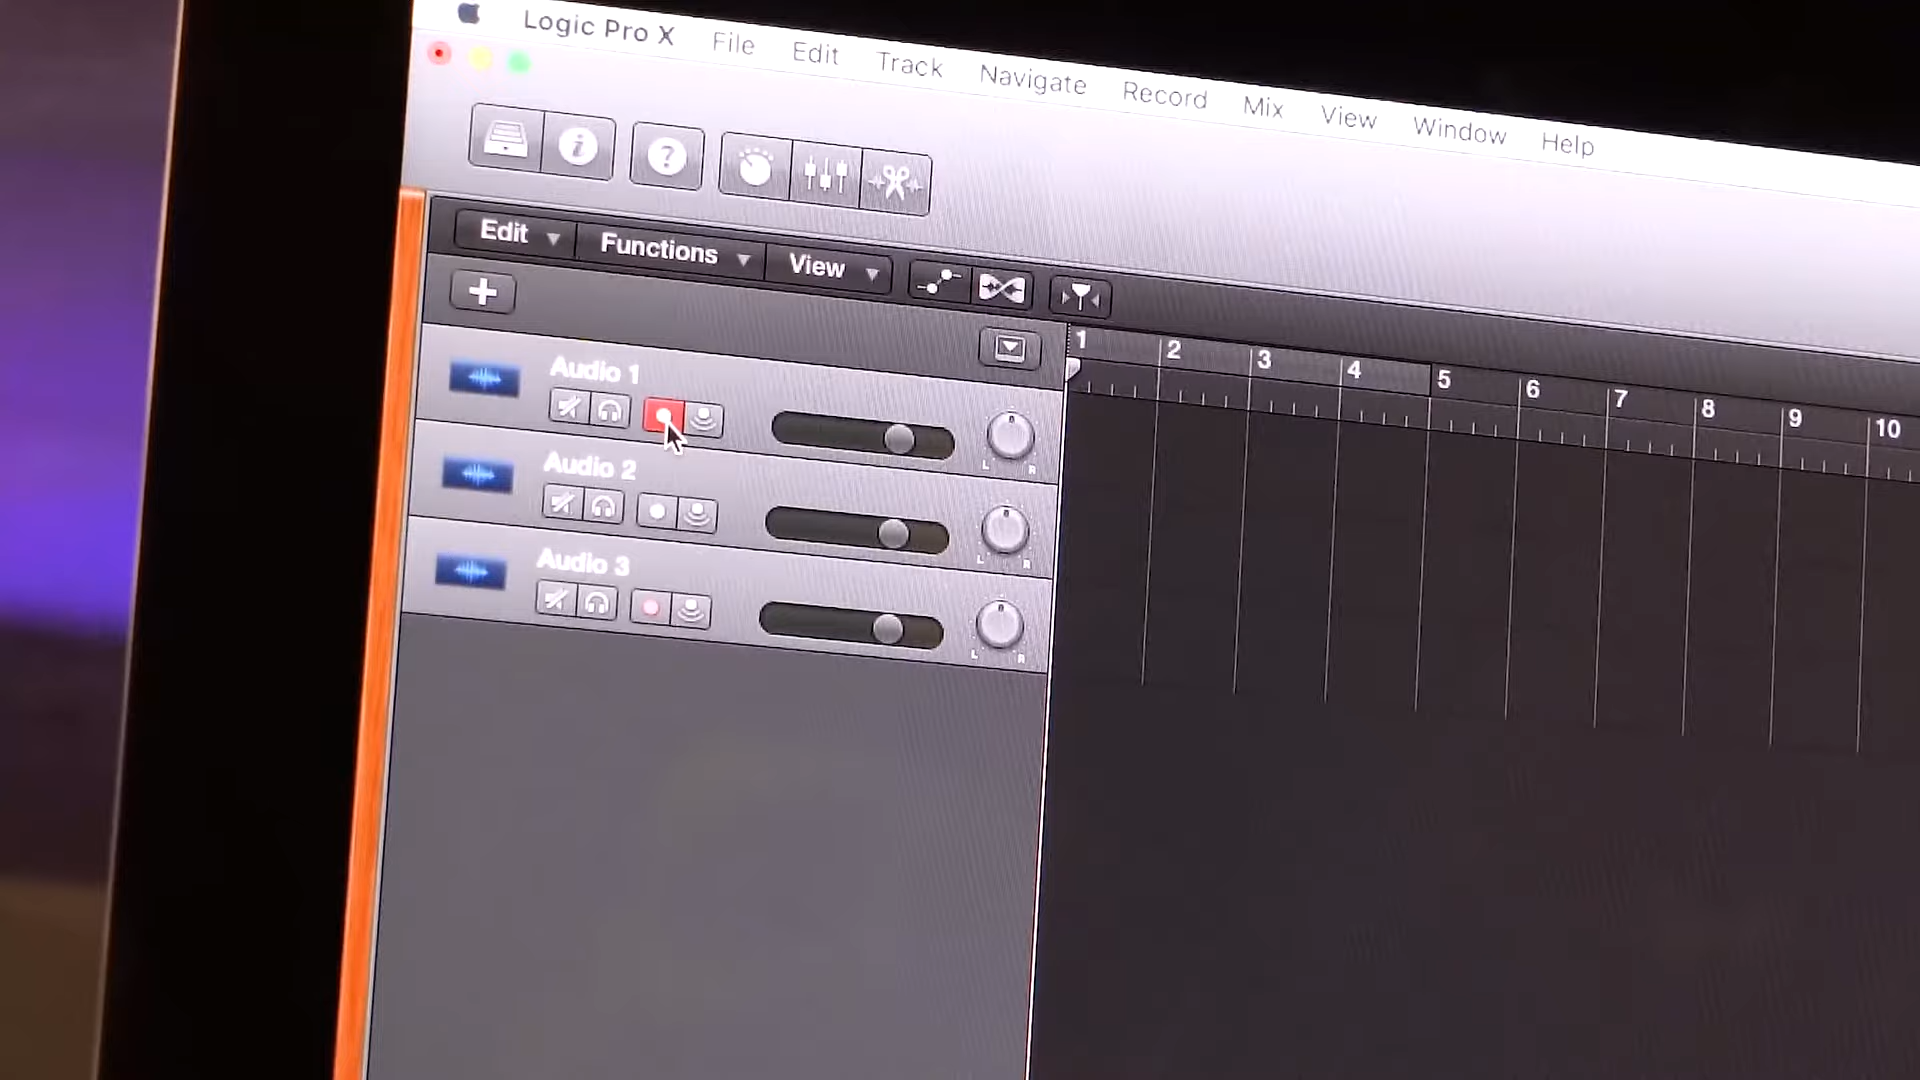 Logic Pro X File Edit Track Navigate Record Mix View Window Help
Edit Functions View
1 2 3 4 5 6 7 8 9 10
Audio 1
L R
Audio 2
L R
Audio 3
L R